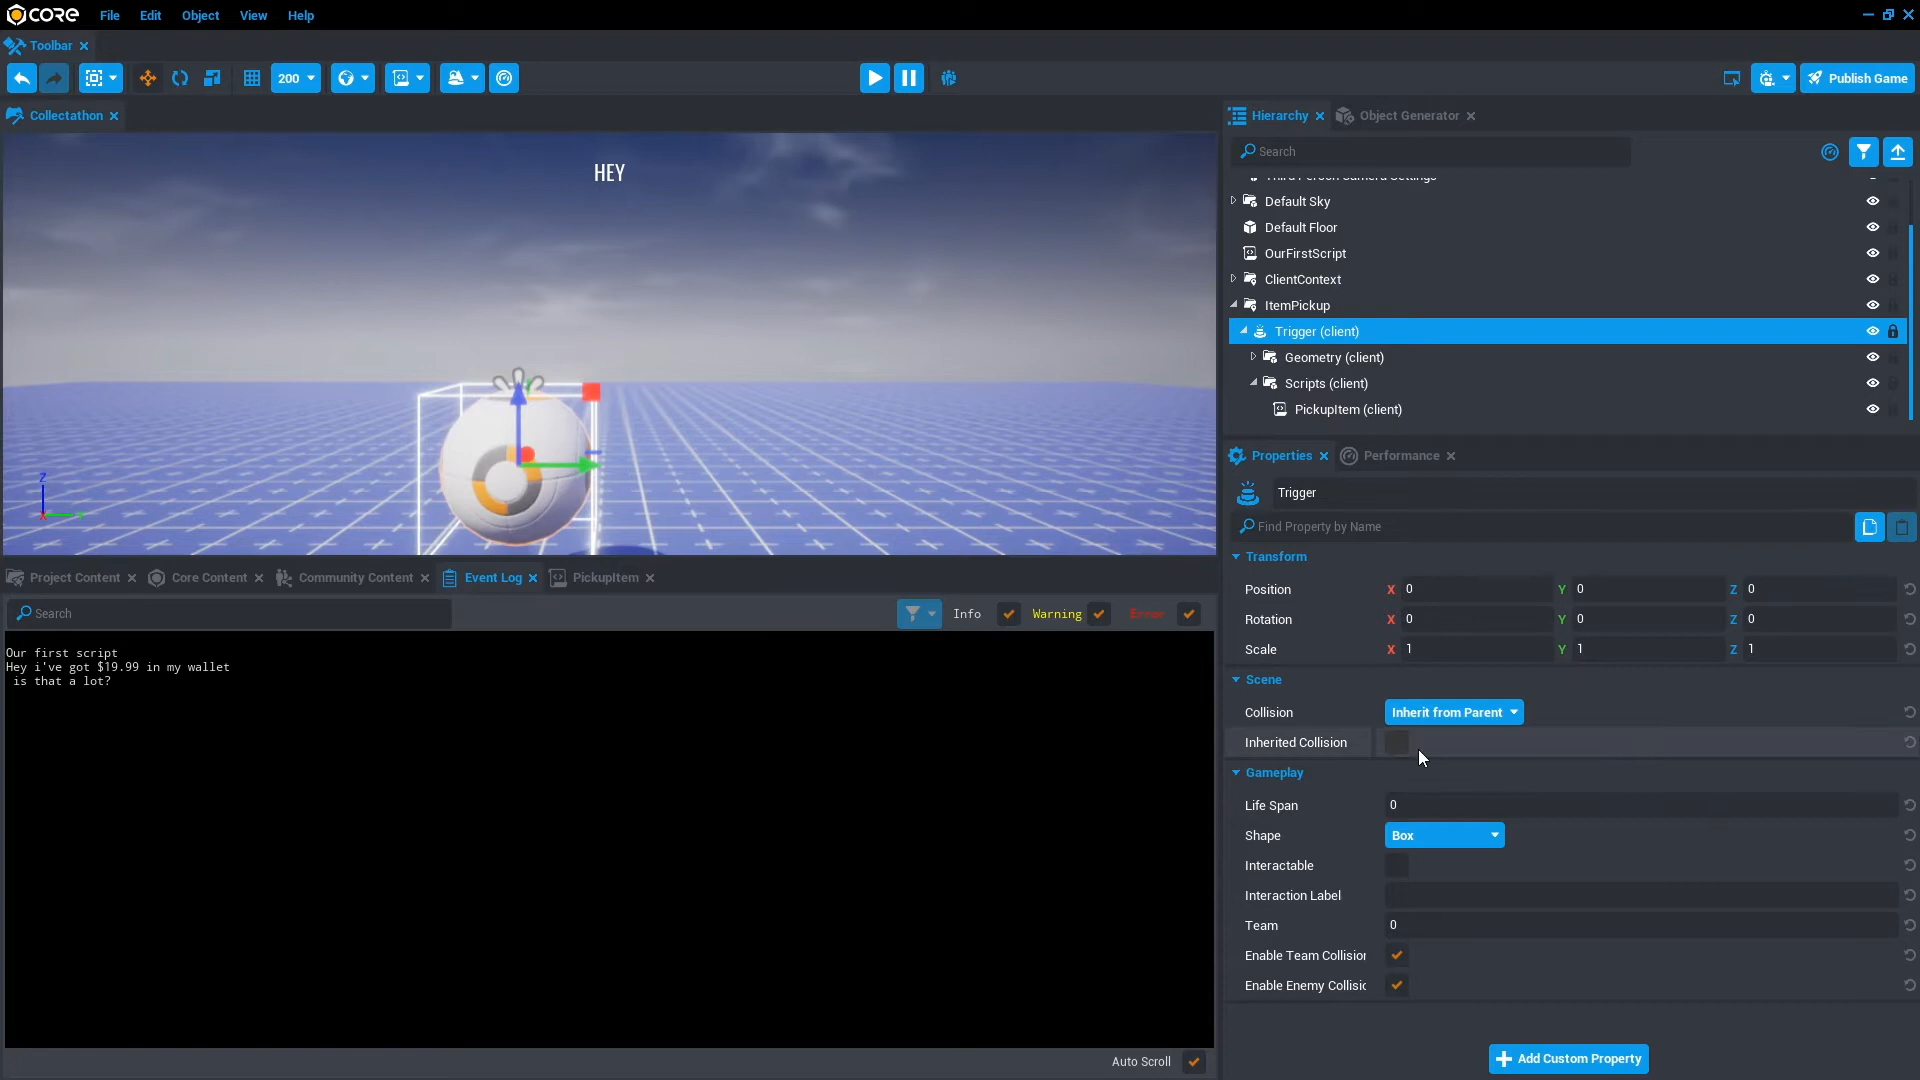 CORE File Edit Object View Help
Toolbar
200
Publish Game
Collectathon
HEY
Hierarchy Object Generator
Search
Third Person Camera Settings
Default Sky
Default Floor
OurFirstScript
ClientContext
ItemPickup
Trigger (client)
Geometry (client)
Scripts (client)
PickupItem (client)
Properties Performance
Trigger
Find Property by Name
Transform
Position X 0 Y 0 Z 0
Rotation X 0 Y 0 Z 0
Scale X 1 Y 1 Z 1
Scene
Collision Inherit from Parent
Inherited Collision
Gameplay
Life Span 0
Shape Box
Interactable
Interaction Label
Team 0
Enable Team Collision
Enable Enemy Collisic
Add Custom Property
Z
X
Project Content Core Content Community Content Event Log PickupItem
Search Info Warning Error
Our first script
Hey i've got $19.99 in my wallet
is that a lot?
Auto Scroll